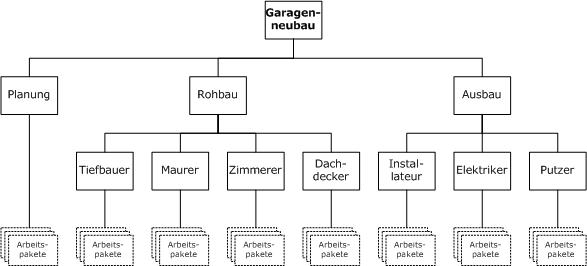 Garagen-
neubau
Planung
Rohbau
Ausbau
Tiefbauer
Maurer
Zimmerer
Dach-
decker
Instal-
lateur
Elektriker
Putzer
Arbeits-
pakete
Arbeits-
pakete
Arbeits-
pakete
Arbeits-
pakete
Arbeits-
pakete
Arbeits-
pakete
Arbeits-
pakete
Arbeits-
pakete